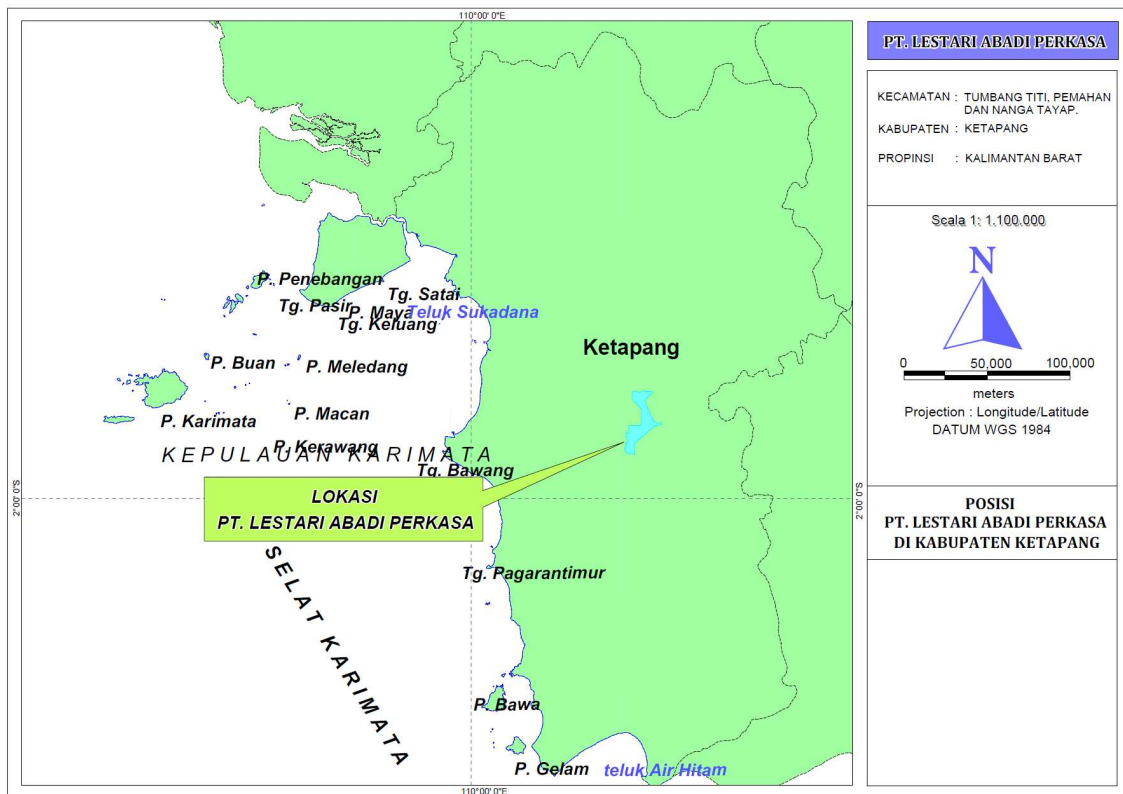 110°00' 0"E
P. Penebangan
Tg. Satai
Tg. Pasir
P. Maya
Teluk Sukadana
Tg. Keluang
Ketapang
P. Buan
P. Meledang
P. Macan
P. Karimata
P. Kerawang
KEPULAUAN KARIMATA
Tg. Bawang
2°00' 0"S
2°00' 0"S
LOKASI
PT. LESTARI ABADI PERKASA
SELAT KARIMATA
Tg. Pagarantimur
P. Bawa
P. Gelam
teluk Air Hitam
110°00' 0"E
PT. LESTARI ABADI PERKASA
KECAMATAN : TUMBANG TITI, PEMAHAN
DAN NANGA TAYAP.
KABUPATEN : KETAPANG
PROPINSI : KALIMANTAN BARAT
Scala 1: 1.100.000
N
0 50,000 100,000
meters
Projection : Longitude/Latitude
DATUM WGS 1984
POSISI
PT. LESTARI ABADI PERKASA
DI KABUPATEN KETAPANG